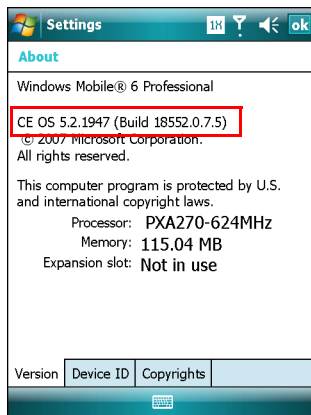 Settings
1X
ok
About
Windows Mobile® 6 Professional
CE OS 5.2.1947 (Build 18552.0.7.5)
© 2007 Microsoft Corporation.
All rights reserved.
This computer program is protected by U.S.
and international copyright laws.
Processor: PXA270-624MHz
Memory: 115.04 MB
Expansion slot: Not in use
Version Device ID Copyrights